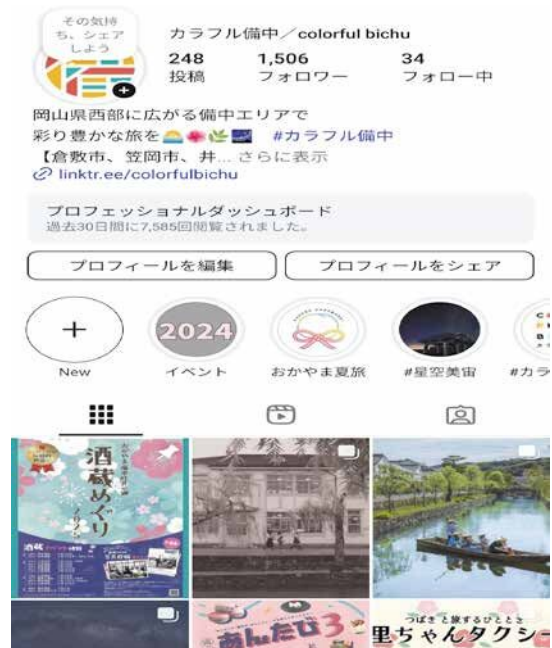 その気持
ち、シェア
しよう
カラフル備中／colorful bichu
248
投稿
1,506
フォロワー
34
フォロー中
岡山県西部に広がる備中エリアで
彩り豊かな旅を🌅🌺🌿🌌 #カラフル備中
【倉敷市、笠岡市、井... さらに表示
linktr.ee/colorfulbichu
プロフェッショナルダッシュボード
過去30日間に7,585回閲覧されました。
プロフィールを編集
プロフィールをシェア
2024
New
イベント
おかやま夏旅
#星空美宙
#カラ
酒蔵めぐり
あんたび3
つばきと旅するひととき
里ちゃんタクシー